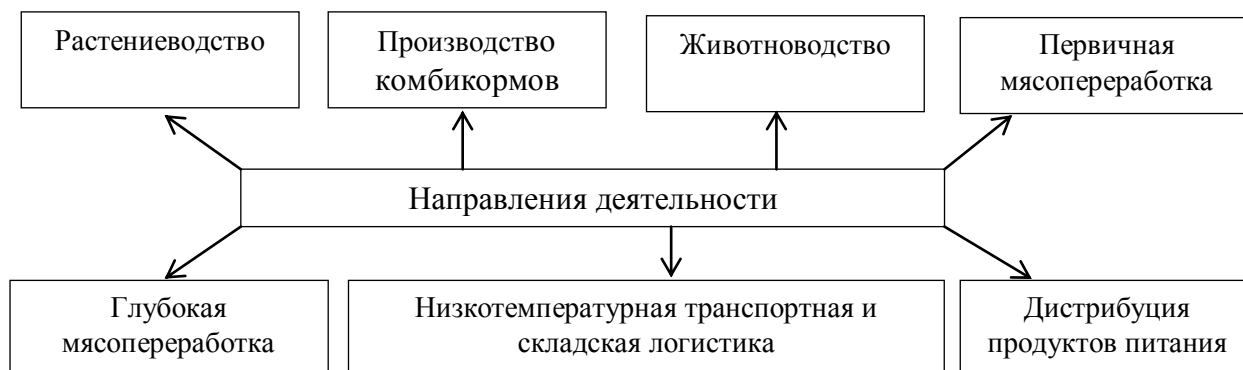 Растениеводство
Производство
комбикормов
Животноводство
Первичная
мясопереработка
Направления деятельности
Глубокая
мясопереработка
Низкотемпературная транспортная и
складская логистика
Дистрибуция
продуктов питания